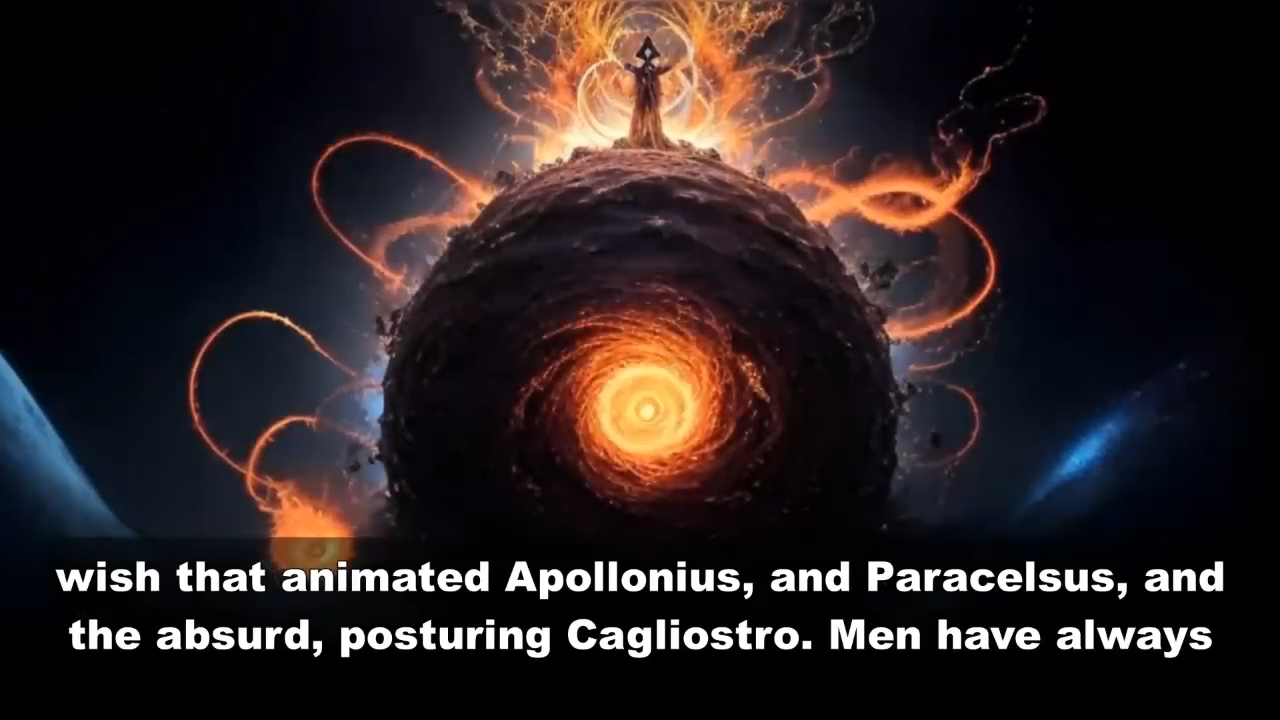 wish that animated Apollonius, and Paracelsus, and
the absurd, posturing Cagliostro. Men have always